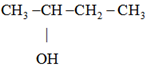 CH₃ –CH–CH₂ –CH₃
|
OH